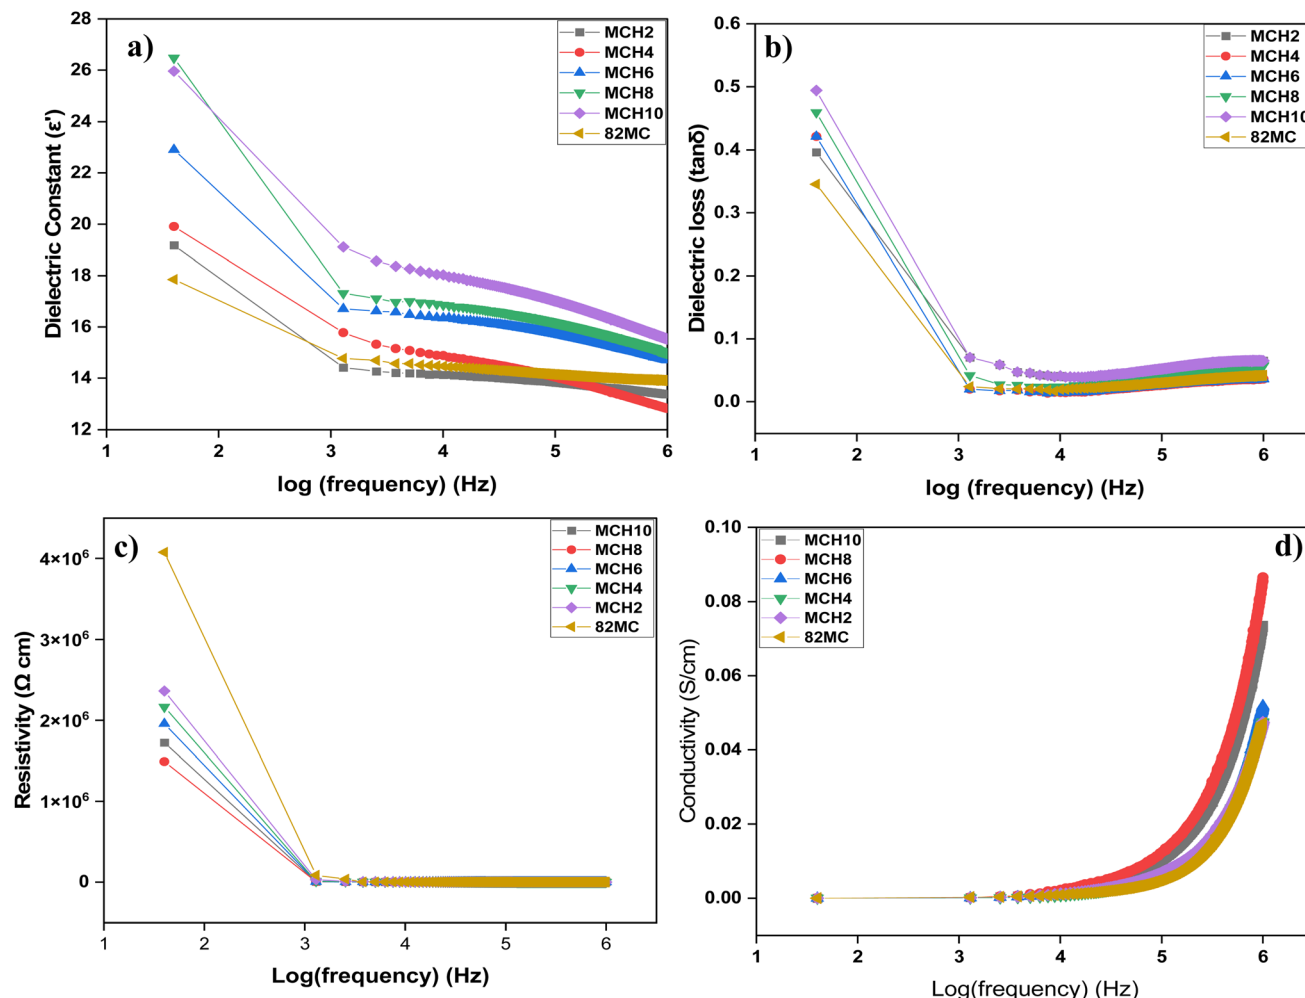 a)
28
26
24
22
20
18
16
14
12
1
2
3
4
5
6
Dielectric Constant (ε')
log (frequency) (Hz)
MCH2
MCH4
MCH6
MCH8
MCH10
82MC
b)
0.6
0.5
0.4
0.3
0.2
0.1
0.0
1
2
3
4
5
6
Dielectric loss (tanδ)
log (frequency) (Hz)
MCH2
MCH4
MCH6
MCH8
MCH10
82MC
c)
4×10⁶
3×10⁶
2×10⁶
1×10⁶
0
1
2
3
4
5
6
Resistivity (Ω cm)
Log(frequency) (Hz)
MCH10
MCH8
MCH6
MCH4
MCH2
82MC
d)
0.10
0.08
0.06
0.04
0.02
0.00
1
2
3
4
5
6
Conductivity (S/cm)
Log(frequency) (Hz)
MCH10
MCH8
MCH6
MCH4
MCH2
82MC